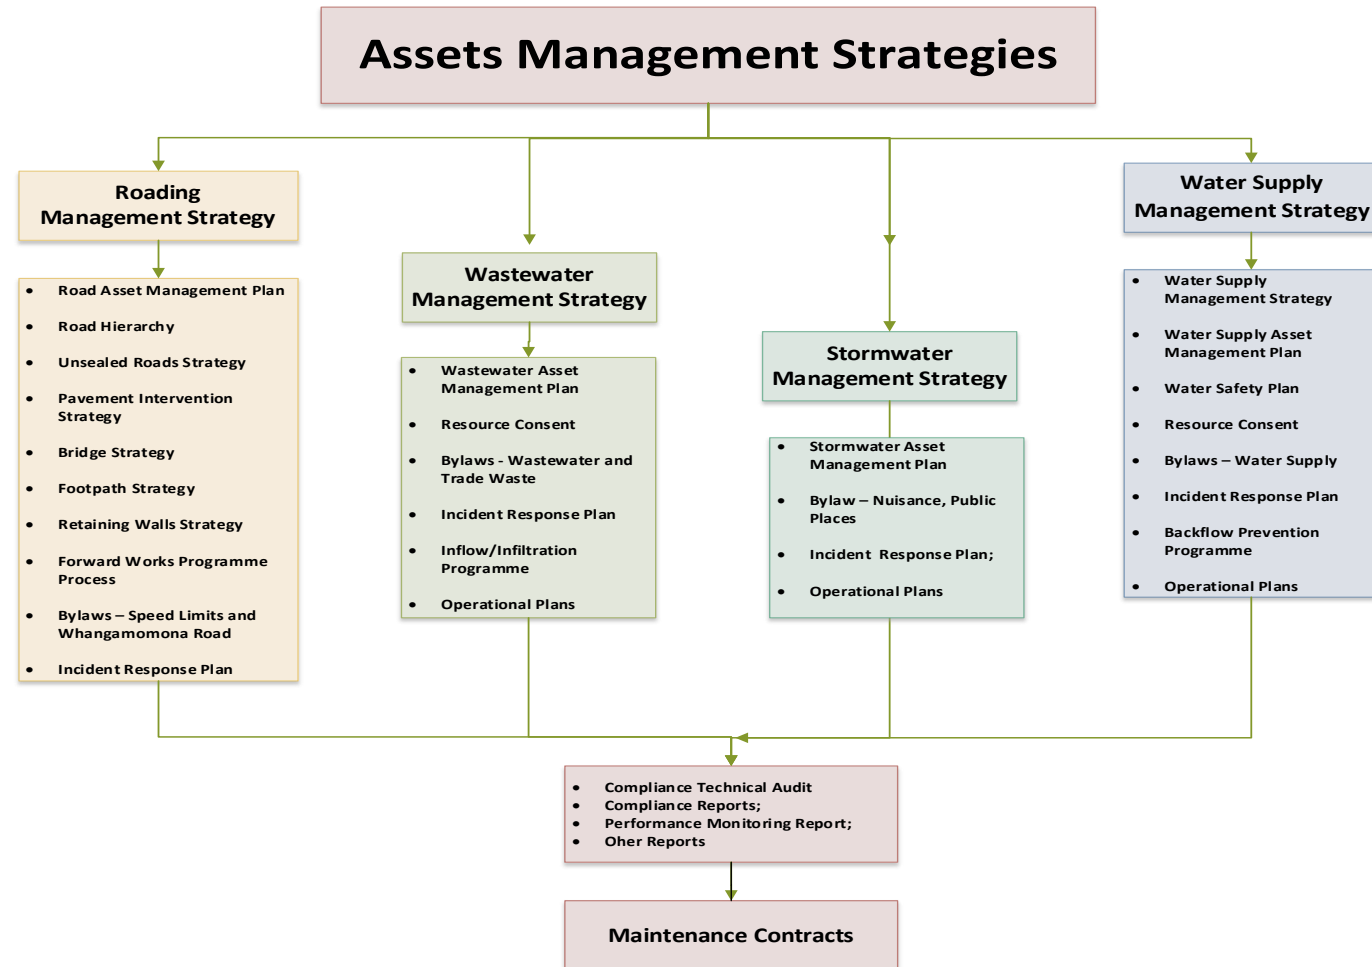 Assets Management Strategies
Roading
Management Strategy
• Road Asset Management Plan
• Road Hierarchy
• Unsealed Roads Strategy
• Pavement Intervention
Strategy
• Bridge Strategy
• Footpath Strategy
• Retaining Walls Strategy
• Forward Works Programme
Process
• Bylaws – Speed Limits and
Whangamomona Road
• Incident Response Plan
Wastewater
Management Strategy
• Wastewater Asset
Management Plan
• Resource Consent
• Bylaws - Wastewater and
Trade Waste
• Incident Response Plan
• Inflow/Infiltration
Programme
• Operational Plans
Stormwater
Management Strategy
• Stormwater Asset
Management Plan
• Bylaw – Nuisance, Public
Places
• Incident Response Plan;
• Operational Plans
Water Supply
Management Strategy
• Water Supply
Management Strategy
• Water Supply Asset
Management Plan
• Water Safety Plan
• Resource Consent
• Bylaws – Water Supply
• Incident Response Plan
• Backflow Prevention
Programme
• Operational Plans
• Compliance Technical Audit
• Compliance Reports;
• Performance Monitoring Report;
• Oher Reports
Maintenance Contracts